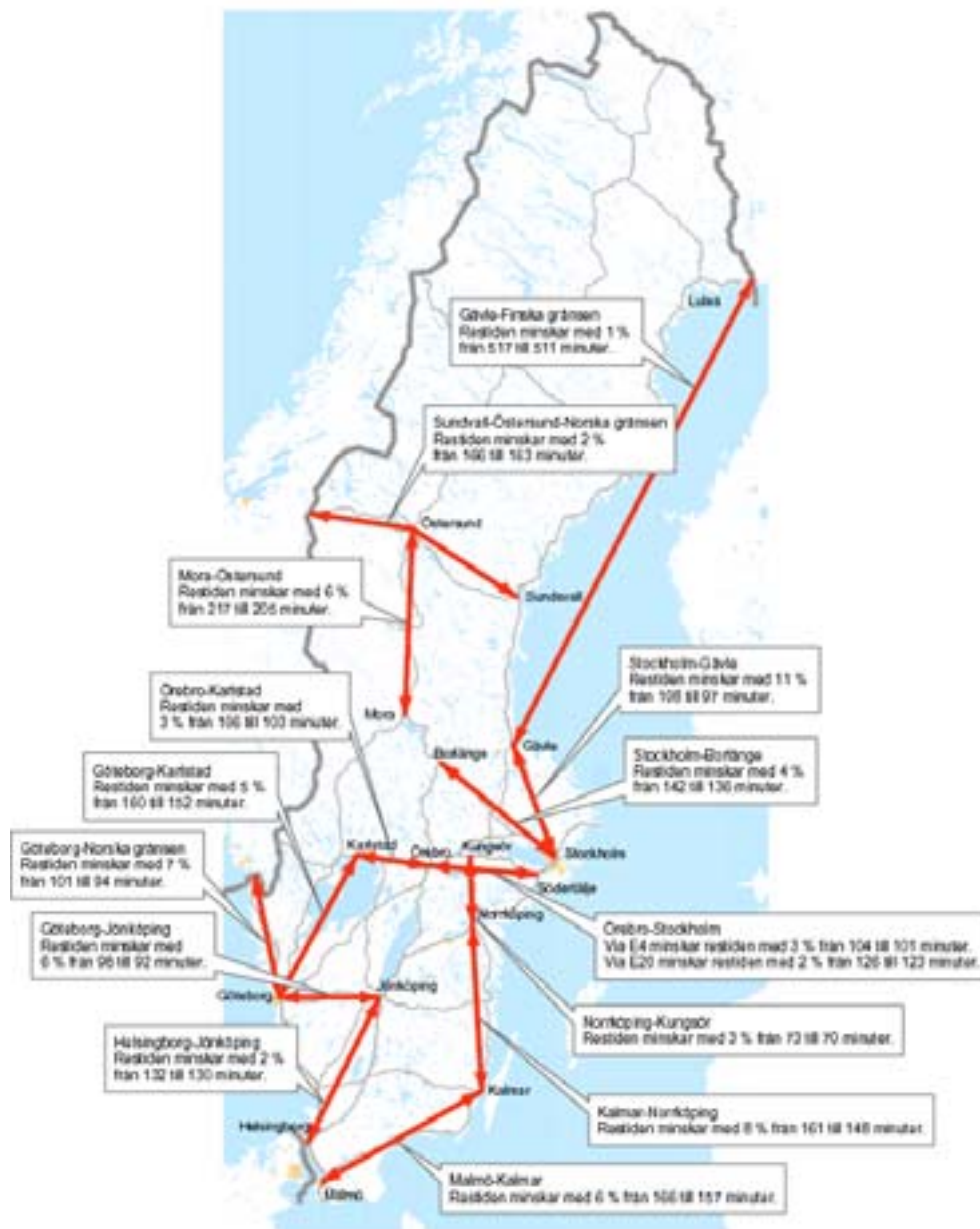 Luleå
Gävle-Finska gränsen
Restiden minskar med 1 %
från 517 till 511 minuter.
Sundvall-Östersund-Norska gränsen
Restiden minskar med 2 %
från 166 till 163 minuter.
Östersund
Sundsvall
Mora-Östersund
Restiden minskar med 6 %
från 217 till 205 minuter.
Stockholm-Gävle
Restiden minskar med 11 %
från till 97 minuter.
Örebro-Karlstad
Restiden minskar med
3 % från 106 till 103 minuter.
Mora
Borlänge
Gävle
Stockholm-Borlänge
Restiden minskar med 4 %
från 142 till 136 minuter.
Göteborg-Karlstad
Restiden minskar med 5 %
från 160 till 152 minuter.
Karlstad
Örebro
Kungsör
Stockholm
Södertälje
Göteborg-Norska gränsen
Restiden minskar med 7 %
från 101 till 94 minuter.
Norrköping
Örebro-Stockholm
Via E4 minskar restiden med 3 % från 104 till 101 minuter.
Via E20 minskar restiden med 2 % från 126 till 123 minuter.
Göteborg-Jönköping
Restiden minskar med
6 % från 98 till 92 minuter.
Göteborg
Jönköping
Norrköping-Kungsör
Restiden minskar med 3 % från 73 till 70 minuter.
Helsingborg-Jönköping
Restiden minskar med 2 %
från 132 till 130 minuter.
Kalmar
Kalmar-Norrköping
Restiden minskar med 8 % från 161 till 148 minuter.
Helsingborg
Malmö
Malmö-Kalmar
Restiden minskar med 6 % från 166 till 157 minuter.